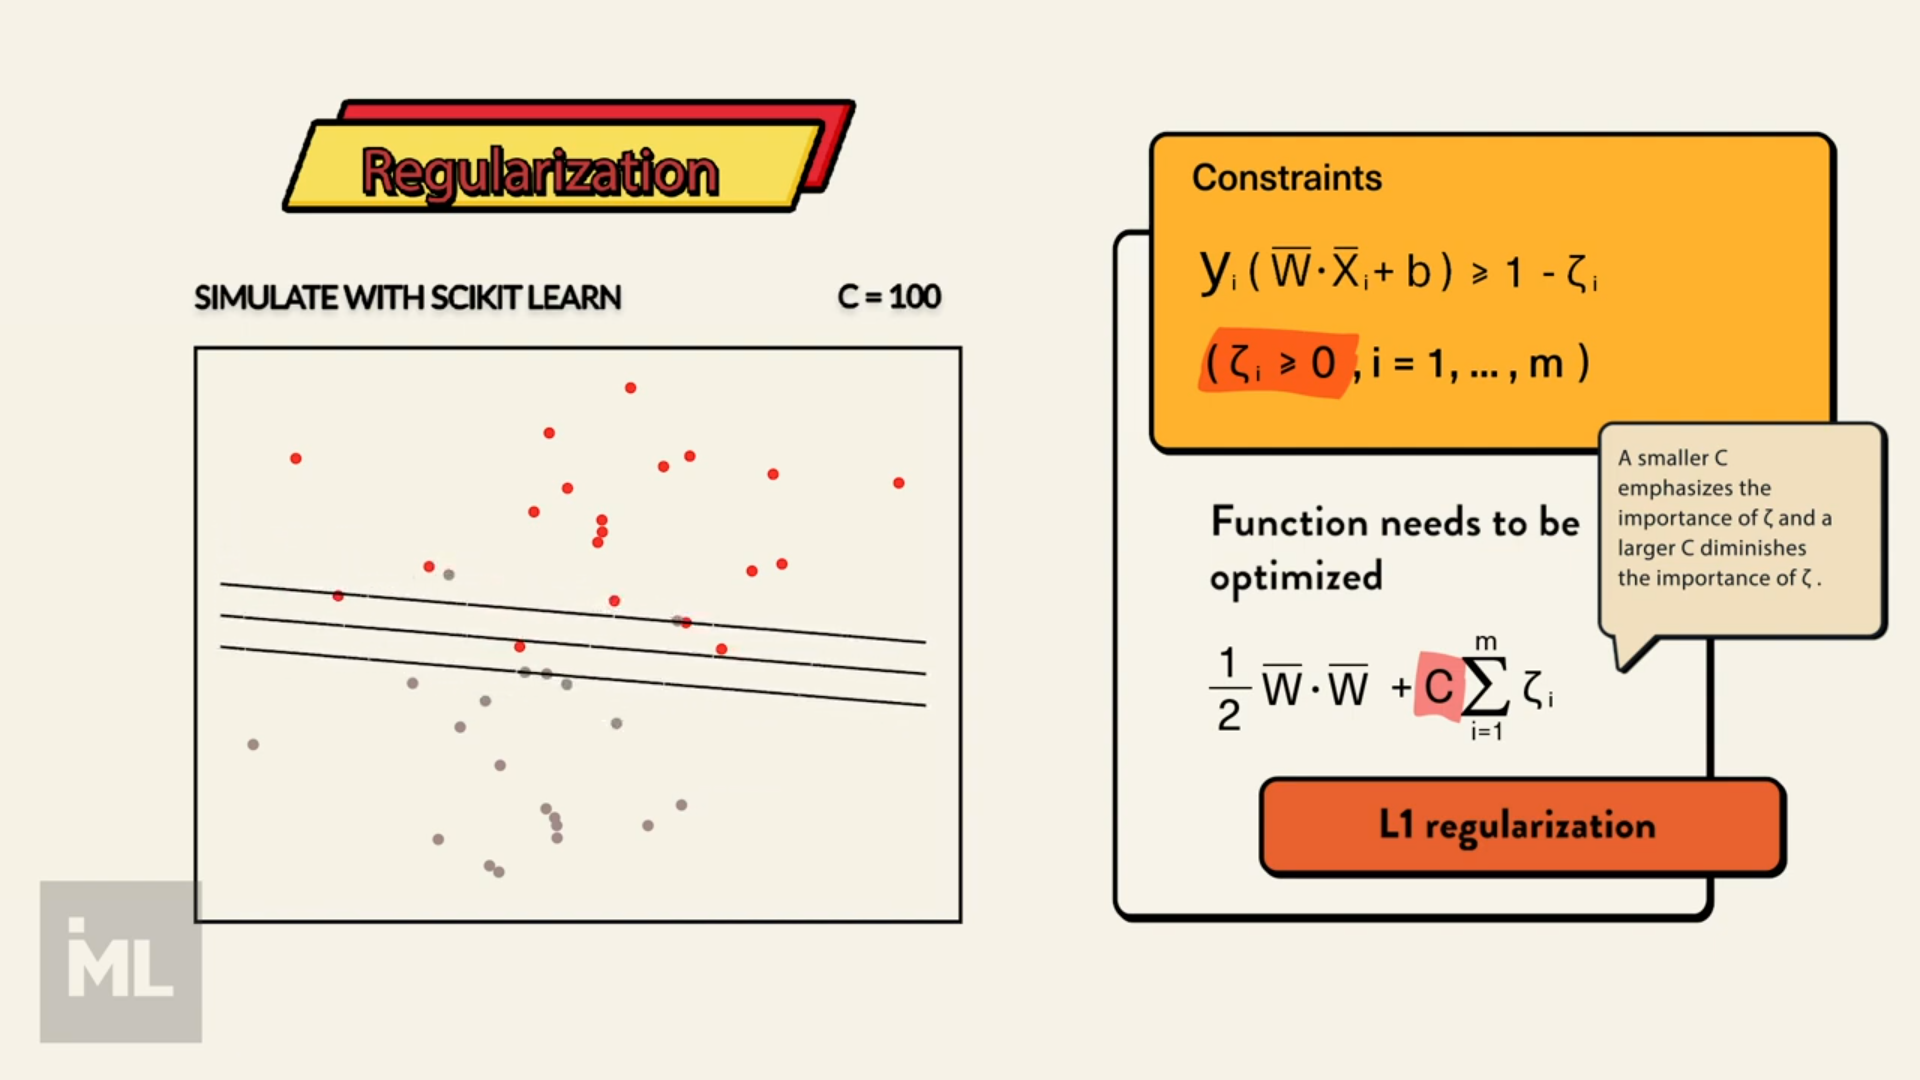 Regularization
SIMULATE WITH SCIKIT LEARN
C = 100
Constraints
yᵢ ( W̅ · X̅ᵢ + b ) ⩾ 1 - ζᵢ
( ζᵢ ⩾ 0 , i = 1, ... , m )
A smaller C
emphasizes the
importance of ζ and a
larger C diminishes
the importance of ζ .
Function needs to be
optimized
m
1/2 W̅ · W̅ + C ∑ ζᵢ
i=1
L1 regularization
iML